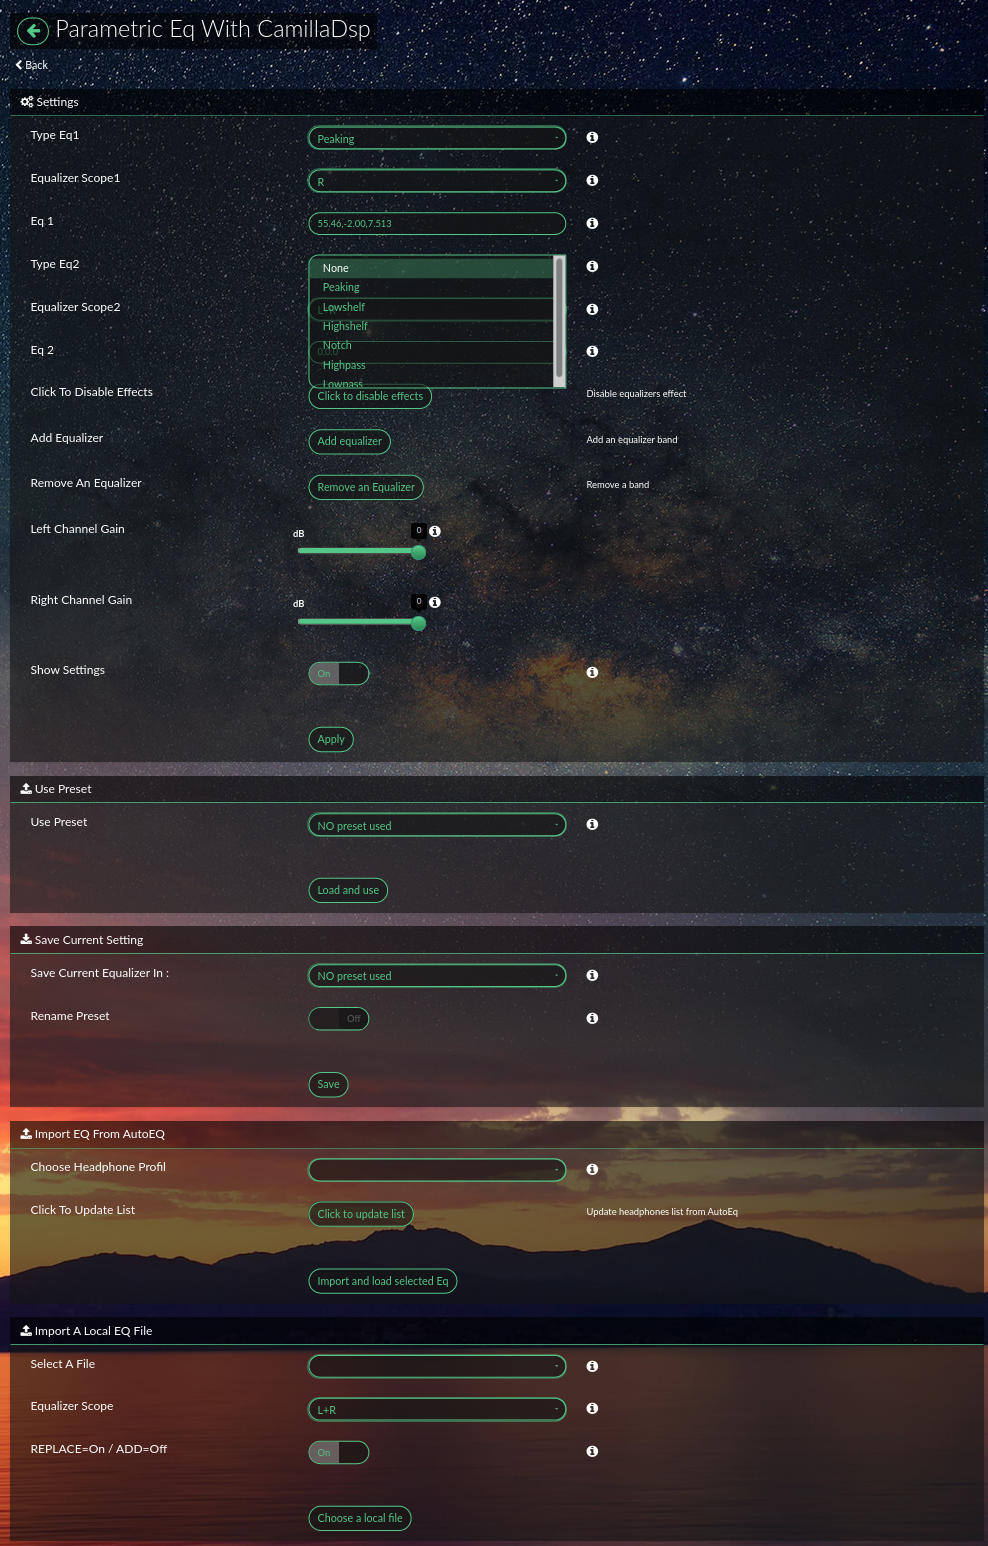 Parametric Eq With CamillaDsp
Back
Settings
Type Eq1
Peaking
Equalizer Scope1
R
Eq 1
55.46,-2.00,7.513
Type Eq2
None
Peaking
Equalizer Scope2
Lowshelf
Highshelf
Eq 2
Notch
0,0,0
Highpass
Lowpass
Click To Disable Effects
Click to disable effects
Disable equalizers effect
Add Equalizer
Add equalizer
Add an equalizer band
Remove An Equalizer
Remove an Equalizer
Remove a band
Left Channel Gain
dB
0
Right Channel Gain
dB
0
Show Settings
On
Apply
Use Preset
Use Preset
NO preset used
Load and use
Save Current Setting
Save Current Equalizer In :
NO preset used
Rename Preset
Off
Save
Import EQ From AutoEQ
Choose Headphone Profil
Click To Update List
Click to update list
Update headphones list from AutoEq
Import and load selected Eq
Import A Local EQ File
Select A File
Equalizer Scope
L+R
REPLACE=On / ADD=Off
On
Choose a local file